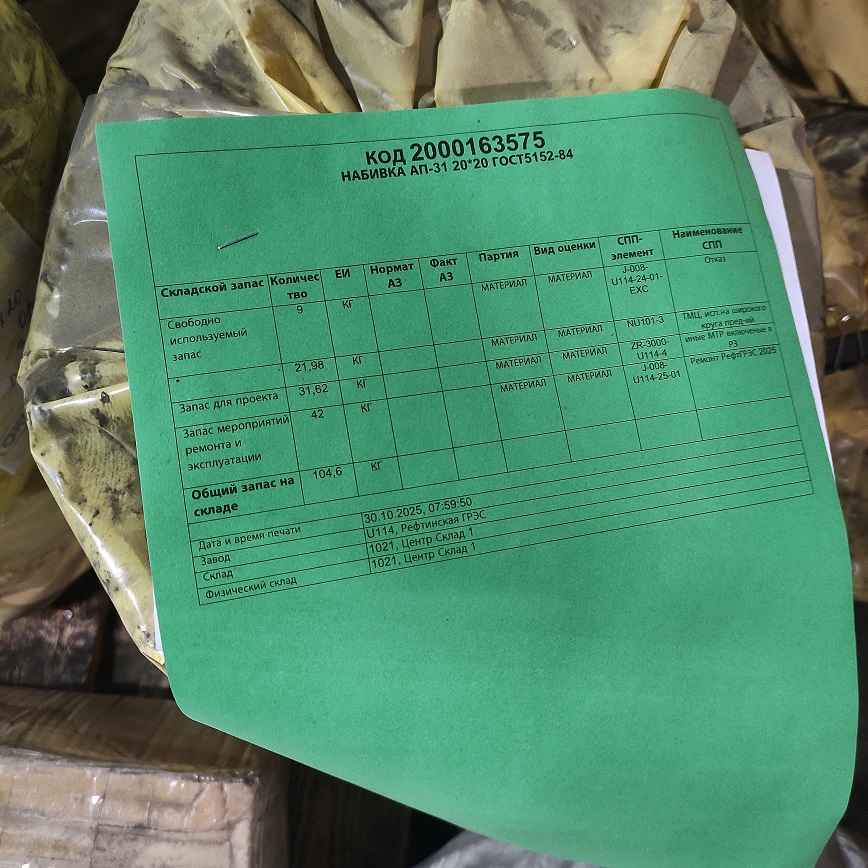 КОД 2000163575
НАБИВКА АП-31 20*20 ГОСТ5152-84
Складской запас Количес тво ЕИ Нормат АЗ Факт АЗ Партия Вид оценки СПП-элемент Наименование СПП
Свободно используемый запас 9 КГ МАТЕРИАЛ МАТЕРИАЛ J-008-U114-24-01-EXC Отказ
* 21,98 КГ МАТЕРИАЛ МАТЕРИАЛ NU101-3 ТМЦ, исп.на широкого круга пред-ий
Запас для проекта 31,62 КГ МАТЕРИАЛ МАТЕРИАЛ ZR-3000-U114-4 иные МТР включеные в РЗ
Запас мероприятий ремонта и эксплуатации 42 КГ МАТЕРИАЛ МАТЕРИАЛ J-008-U114-25-01 Ремонт РефтГРЭС 2025
Общий запас на складе 104,6 КГ
Дата и время печати 30.10.2025, 07:59:50
Завод U114, Рефтинская ГРЭС
Склад 1021, Центр Склад 1
Физический склад 1021, Центр Склад 1